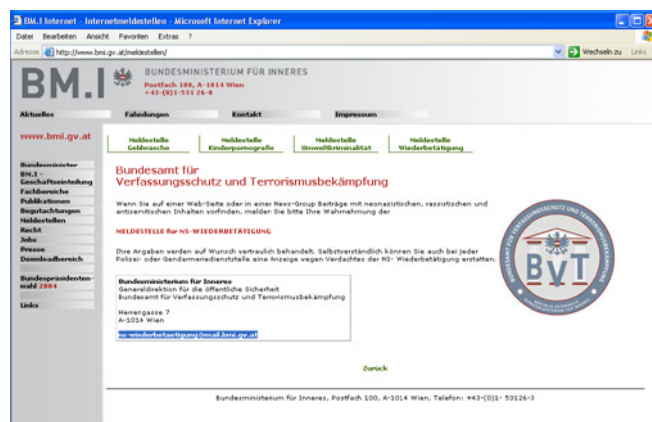 BM.I Internet - Internetmeldestellen - Microsoft Internet Explorer
Datei Bearbeiten Ansicht Favoriten Extras ?
Adresse http://www.bmi.gv.at/meldestellen/ Wechseln zu Links
BM.I
BUNDESMINISTERIUM FÜR INNERES
Postfach 100, A-1014 Wien
+43-(0)1-531 26-0
Aktuelles Fahndungen Kontakt Impressum
www.bmi.gv.at
Meldestelle Geldwäsche
Meldestelle Kinderpornografie
Meldestelle Umweltkriminalität
Meldestelle Wiederbetätigung
Bundesminister
BM.I -
Geschäftseinteilung
Fachbereiche
Publikationen
Begutachtungen
Meldestellen
Recht
Jobs
Presse
Downloadbereich
Bundespräsidenten-
wahl 2004
Links
Bundesamt für
Verfassungsschutz und Terrorismusbekämpfung
Wenn Sie auf einer Web-Seite oder in einer News-Group Beiträge mit neonazistischen, rassistischen und
antisemitischen Inhalten vorfinden, melden Sie bitte Ihre Wahrnehmung der
MELDESTELLE für NS-WIEDERBETÄTIGUNG
Ihre Angaben werden auf Wunsch vertraulich behandelt. Selbstverständlich können Sie auch bei jeder
Polizei- oder Gendarmeriedienststelle eine Anzeige wegen Verdachtes der NS- Wiederbetätigung erstatten.
Bundesministerium für Inneres
Generaldirektion für die öffentliche Sicherheit
Bundesamt für Verfassungsschutz und Terrorismusbekämpfung
Herrengasse 7
A-1014 Wien
ns-wiederbetaetigung@mail.bmi.gv.at
BUNDESAMT FÜR VERFASSUNGSSCHUTZ UND TERRORISMUSBEKÄMPFUNG
BVT
REPUBLIK ÖSTERREICH
BUNDESMINISTERIUM FÜR INNERES
Zurück
Bundesministerium für Inneres, Postfach 100, A-1014 Wien, Telefon: +43-(0)1- 53126-0